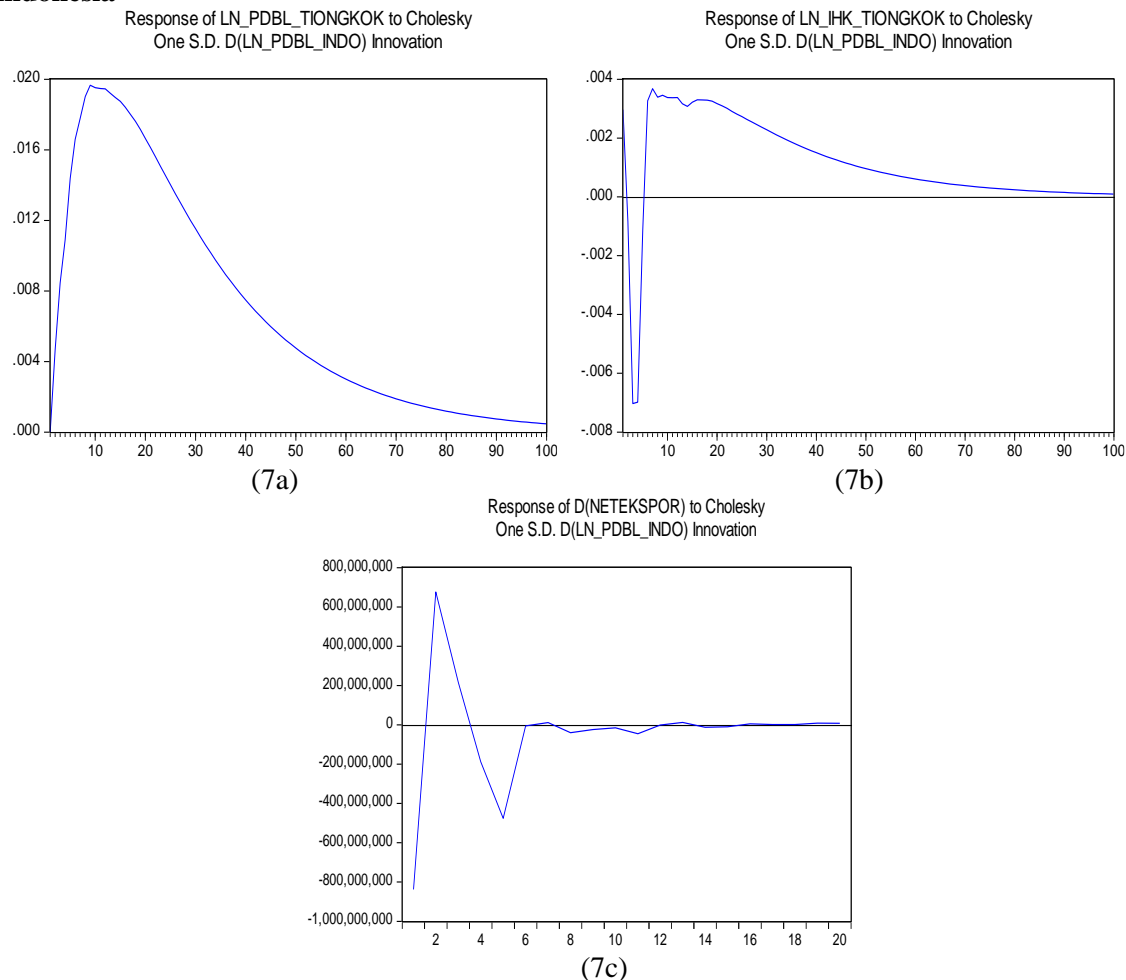 Indonesia
Response of LN_PDBL_TIONGKOK to Cholesky
One S.D. D(LN_PDBL_INDO) Innovation
.020
.016
.012
.008
.004
.000
10 20 30 40 50 60 70 80 90 100
(7a)
Response of LN_IHK_TIONGKOK to Cholesky
One S.D. D(LN_PDBL_INDO) Innovation
.004
.002
.000
-.002
-.004
-.006
-.008
10 20 30 40 50 60 70 80 90 100
(7b)
Response of D(NETEKSPOR) to Cholesky
One S.D. D(LN_PDBL_INDO) Innovation
800,000,000
600,000,000
400,000,000
200,000,000
0
-200,000,000
-400,000,000
-600,000,000
-800,000,000
-1,000,000,000
2 4 6 8 10 12 14 16 18 20
(7c)